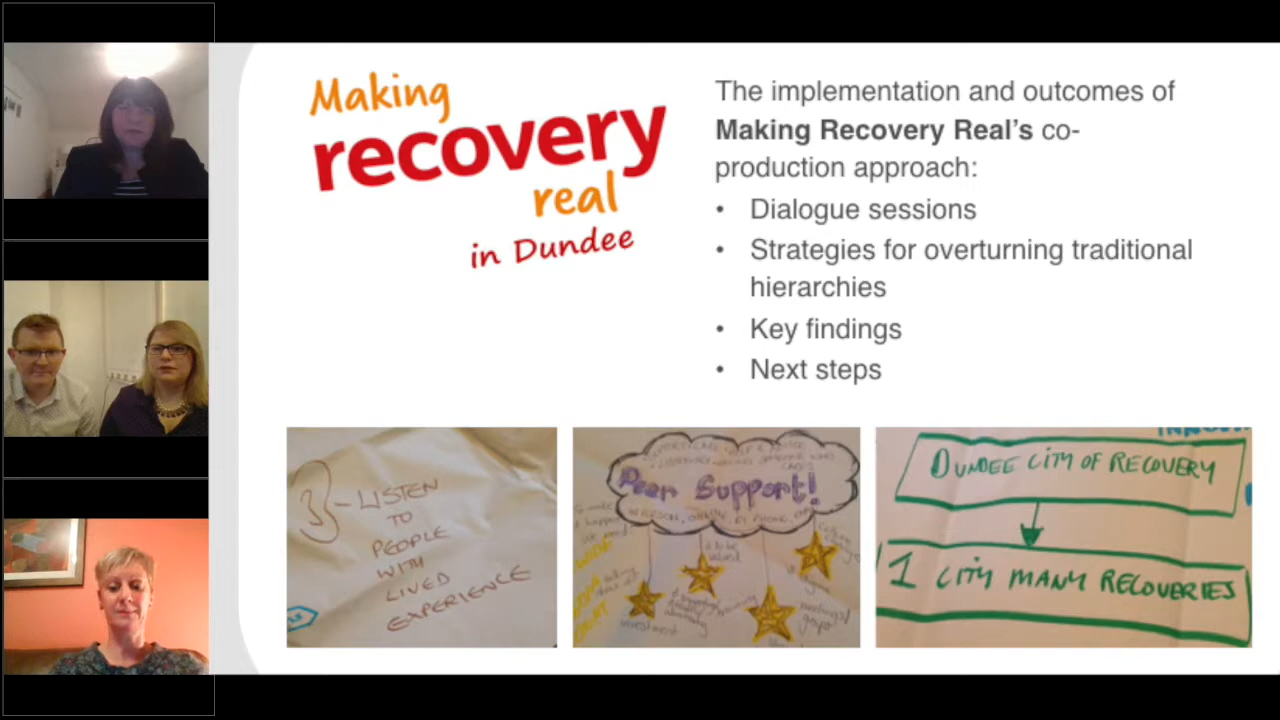 Making
recovery
real
in Dundee
The implementation and outcomes of
Making Recovery Real's co-
production approach:
• Dialogue sessions
• Strategies for overturning traditional
hierarchies
• Key findings
• Next steps
3 - LISTEN
TO
PEOPLE
WITH
LIVED
EXPERIENCE
Peer Support!
investment
DUNDEE CITY OF RECOVERY
1 CITY MANY RECOVERIES